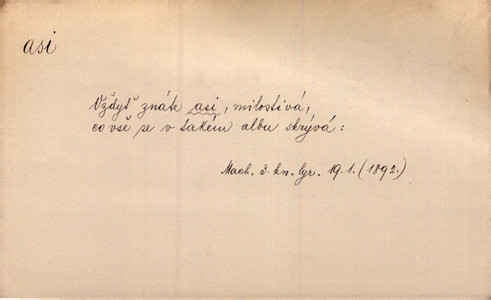 asi
Vždyť znáte asi, milostivá,
co vše se v takém albu skrývá:
Mach. 3. kn. lyr. 19.1. (1892.)